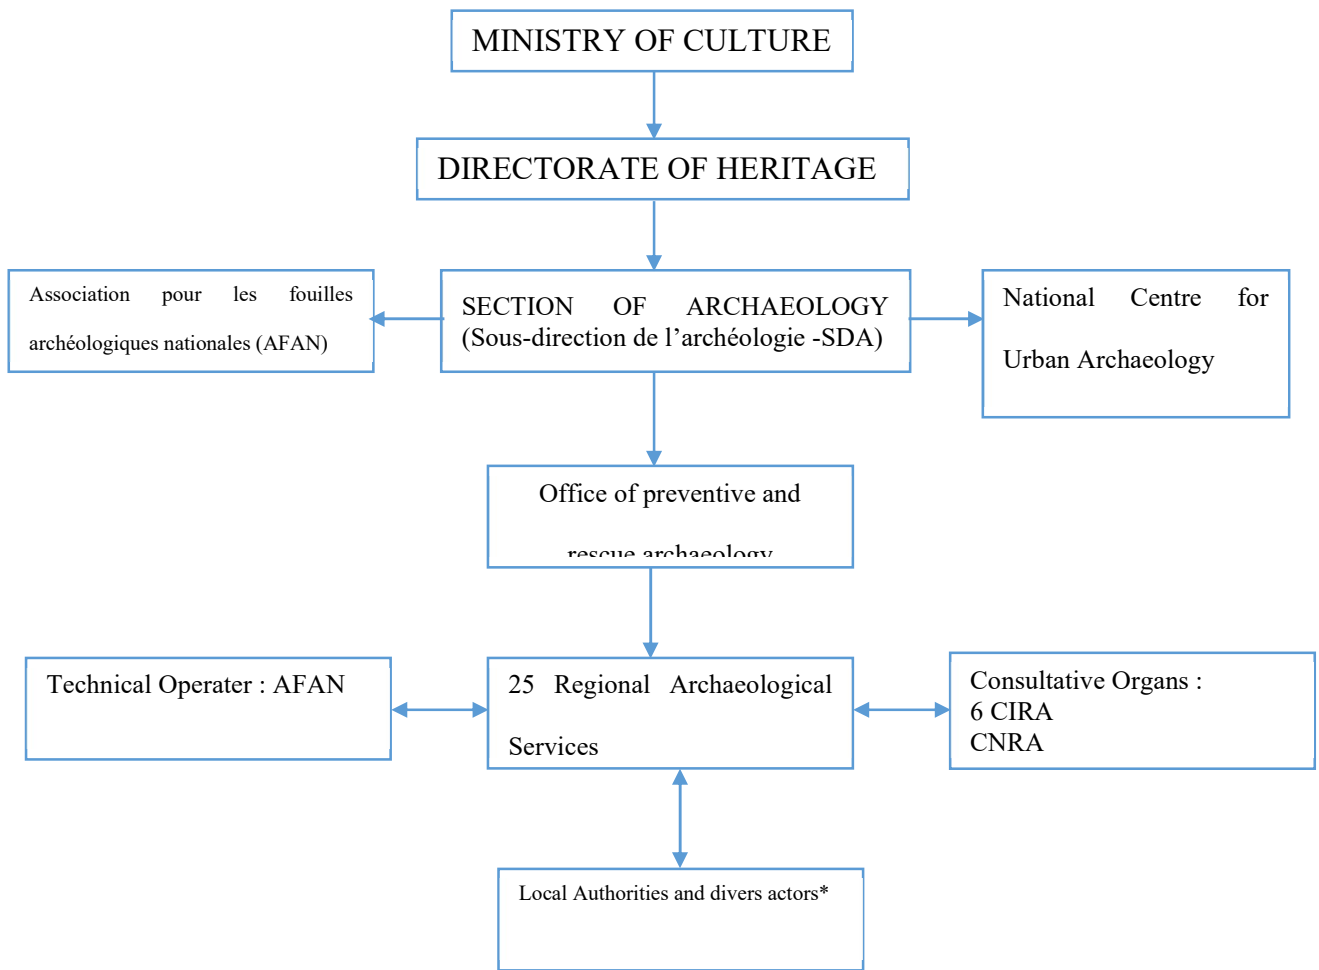 MINISTRY OF CULTURE
DIRECTORATE OF HERITAGE
Association pour les fouilles
archéologiques nationales (AFAN)
SECTION OF ARCHAEOLOGY
(Sous-direction de l’archéologie -SDA)
National Centre for
Urban Archaeology
Office of preventive and
rescue archaeology
Technical Operater : AFAN
25 Regional Archaeological
Services
Consultative Organs :
6 CIRA
CNRA
Local Authorities and divers actors*